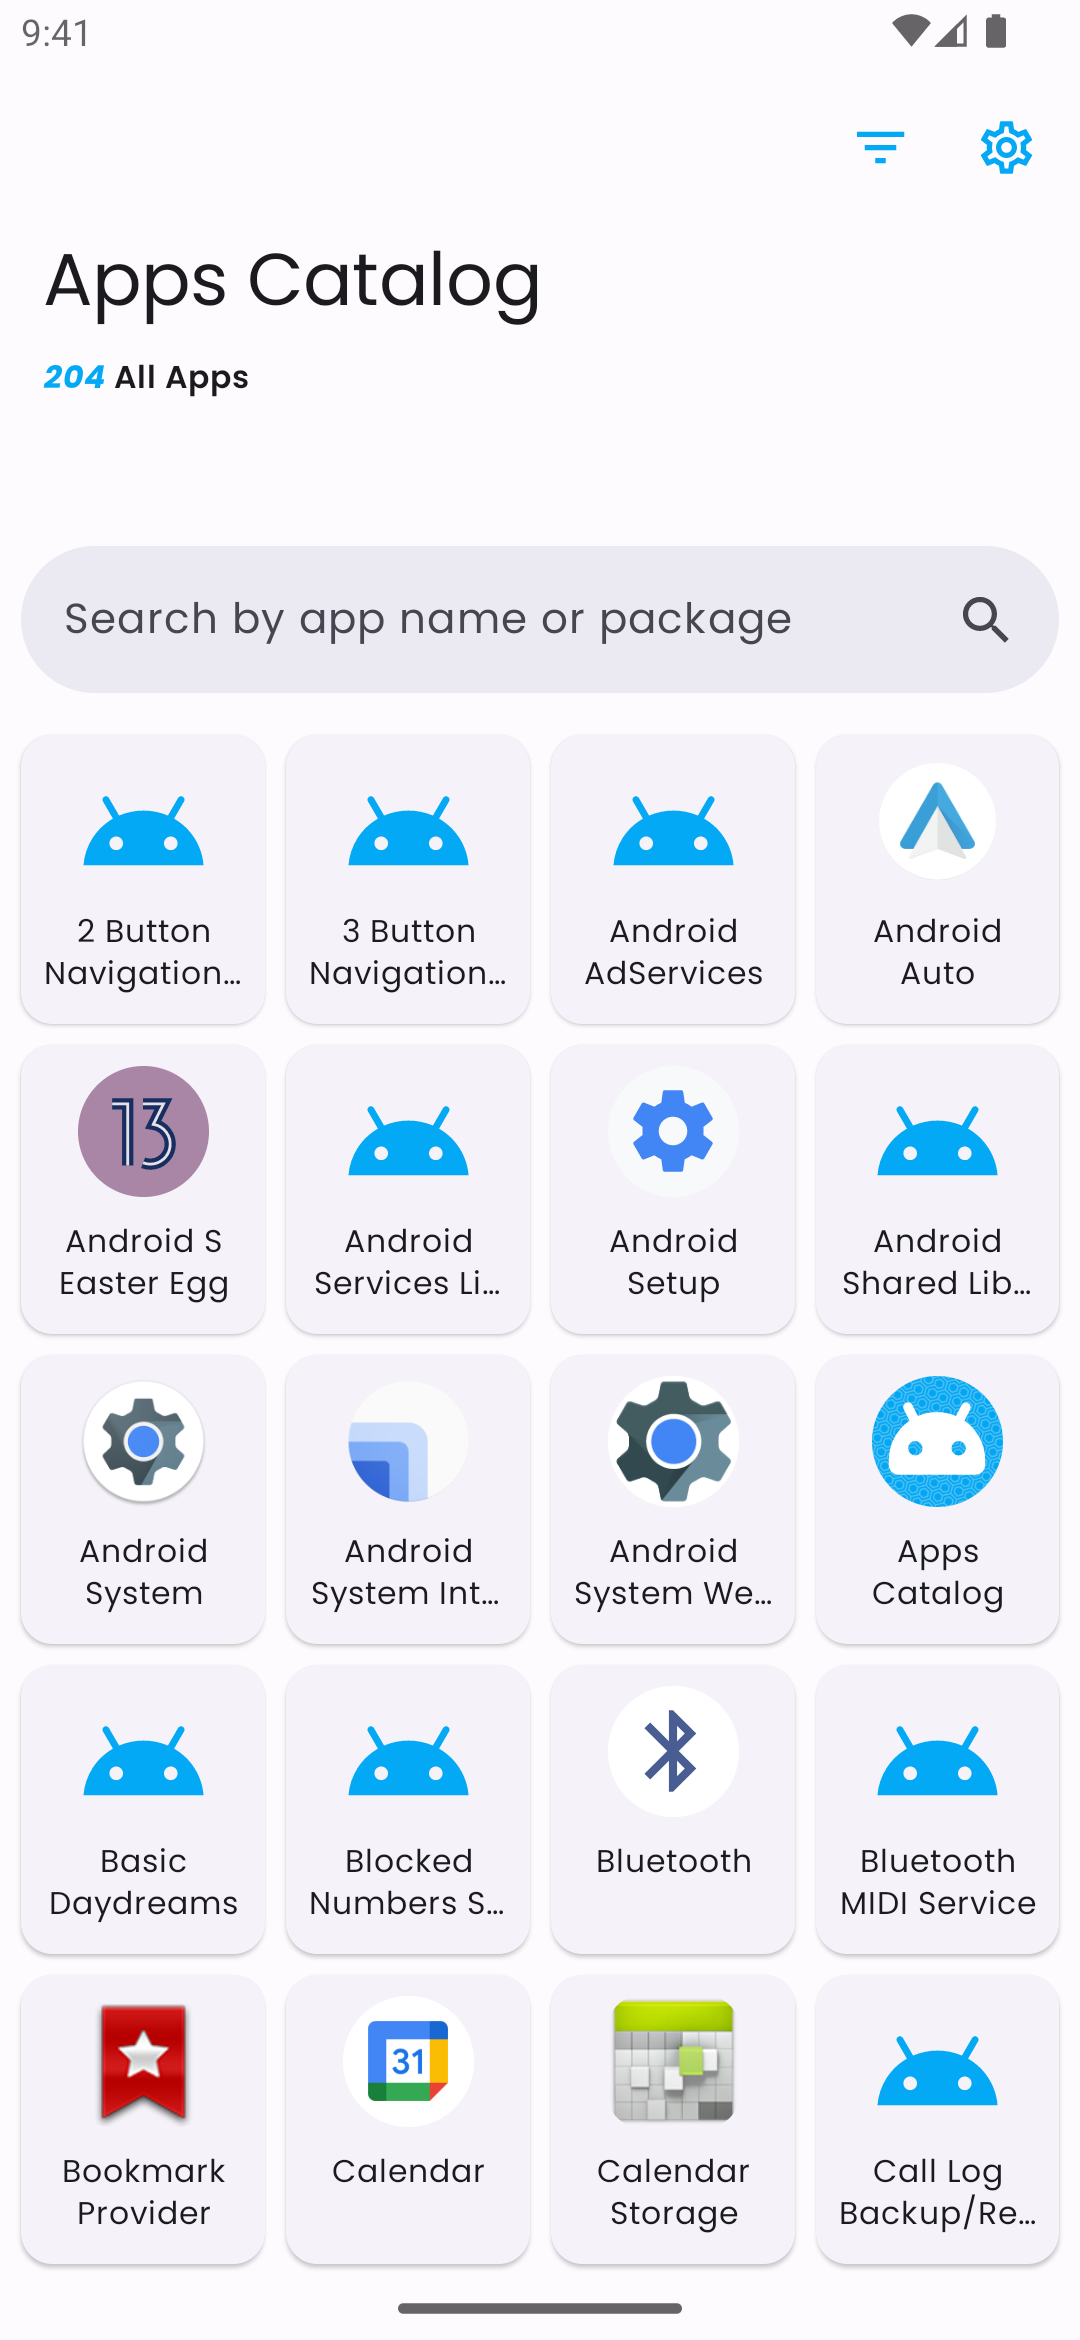 9:41
Apps Catalog
204 All Apps
Search by app name or package
2 Button
Navigation...
3 Button
Navigation...
Android
AdServices
Android
Auto
13
Android S
Easter Egg
Android
Services Li...
Android
Setup
Android
Shared Lib...
Android
System
Android
System Int...
Android
System We...
Apps
Catalog
Basic
Daydreams
Blocked
Numbers S...
Bluetooth
Bluetooth
MIDI Service
Bookmark
Provider
31
Calendar
Calendar
Storage
Call Log
Backup/Re...